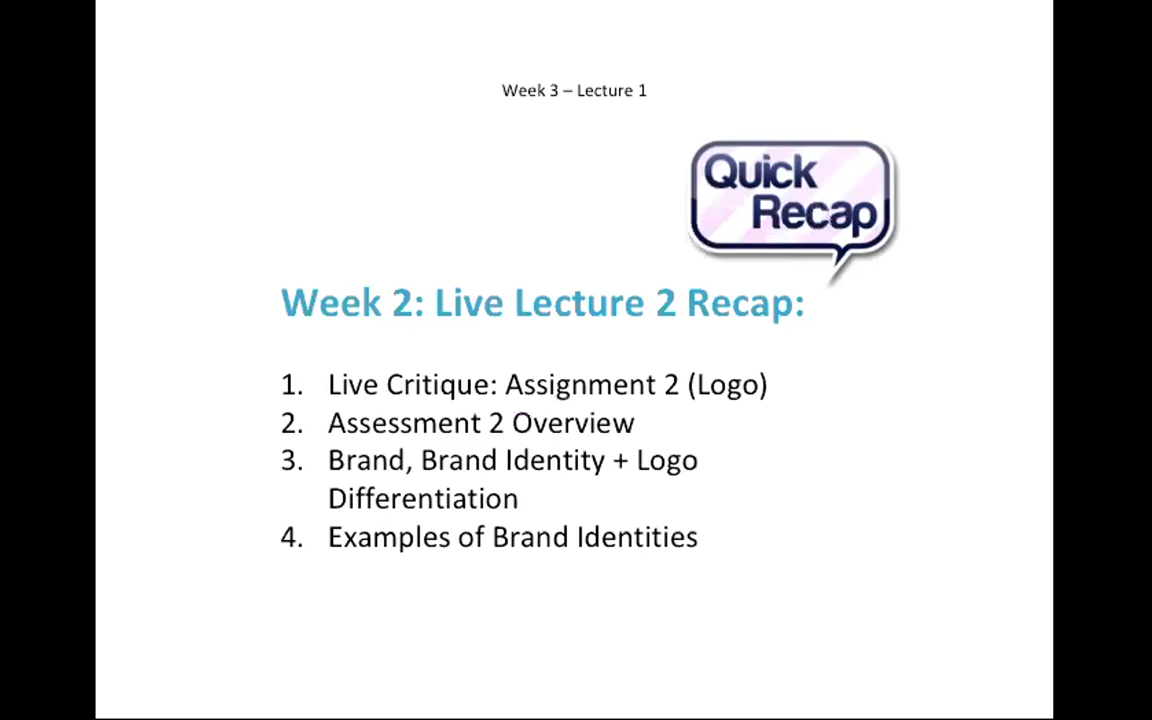 Week 3 – Lecture 1
Quick
Recap
Week 2: Live Lecture 2 Recap:
1. Live Critique: Assignment 2 (Logo)
2. Assessment 2 Overview
3. Brand, Brand Identity + Logo
Differentiation
4. Examples of Brand Identities